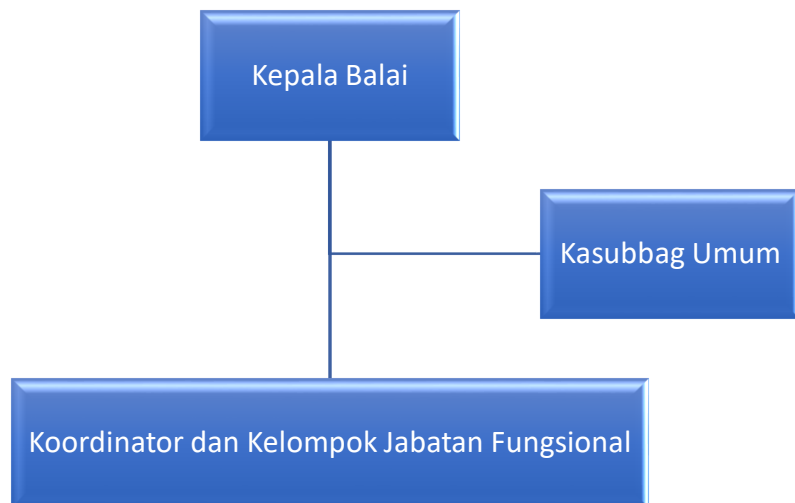 Kepala Balai
Kasubbag Umum
Koordinator dan Kelompok Jabatan Fungsional